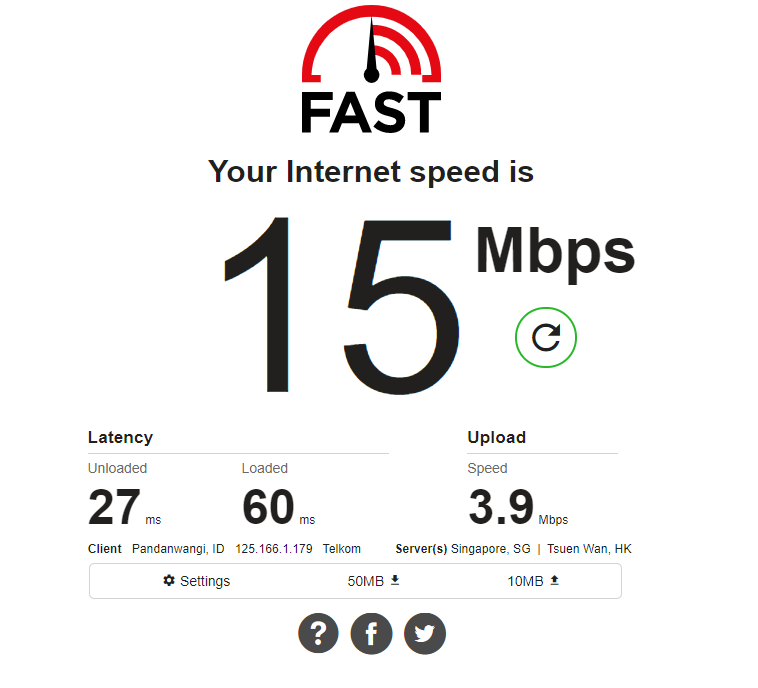 FAST
Your Internet speed is
15 Mbps
Latency Upload
Unloaded Loaded Speed
27 ms 60 ms 3.9 Mbps
Client Pandanwangi, ID 125.166.1.179 Telkom Server(s) Singapore, SG | Tsuen Wan, HK
Settings 50MB 10MB
? f